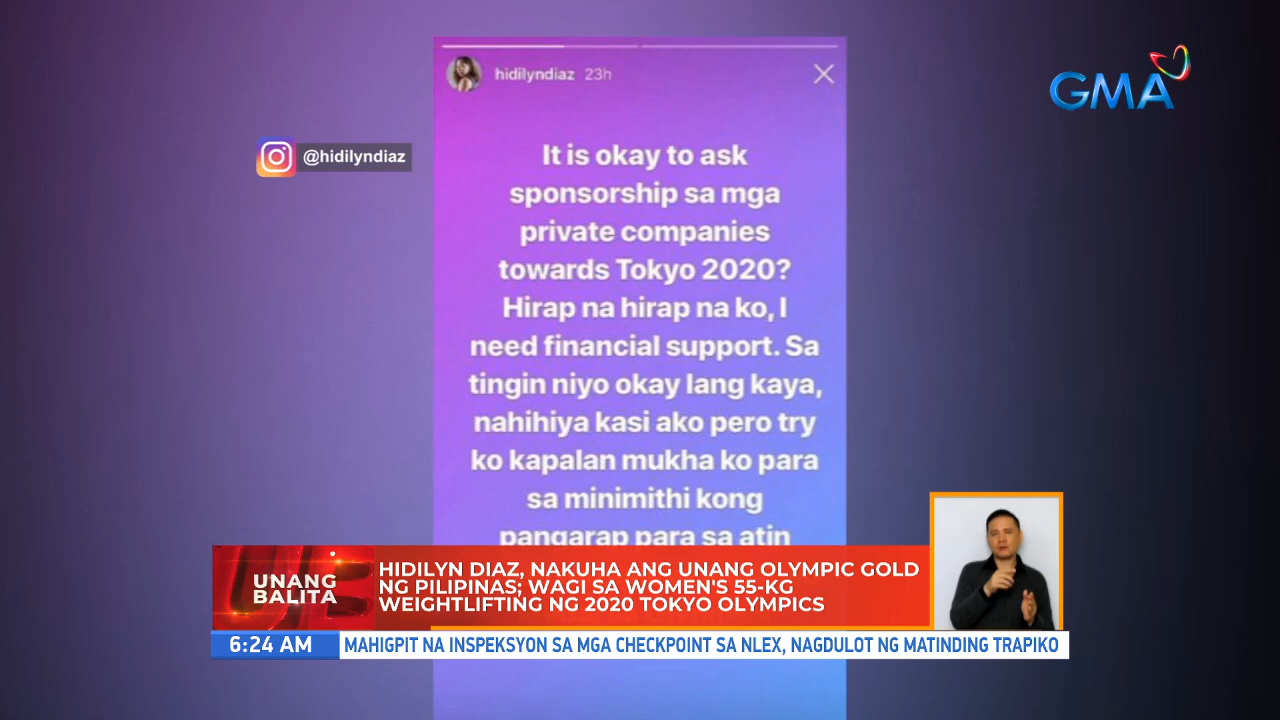 GMA
hidilyndiaz 23h
@hidilyndiaz
It is okay to ask
sponsorship sa mga
private companies
towards Tokyo 2020?
Hirap na hirap na ko, I
need financial support. Sa
tingin niyo okay lang kaya,
nahihiya kasi ako pero try
ko kapalan mukha ko para
sa minimithi kong
pangarap para sa atin
UNANG
BALITA
HIDILYN DIAZ, NAKUHA ANG UNANG OLYMPIC GOLD
NG PILIPINAS; WAGI SA WOMEN'S 55-KG
WEIGHTLIFTING NG 2020 TOKYO OLYMPICS
6:24 AM
MAHIGPIT NA INSPEKSYON SA MGA CHECKPOINT SA NLEX, NAGDULOT NG MATINDING TRAPIKO